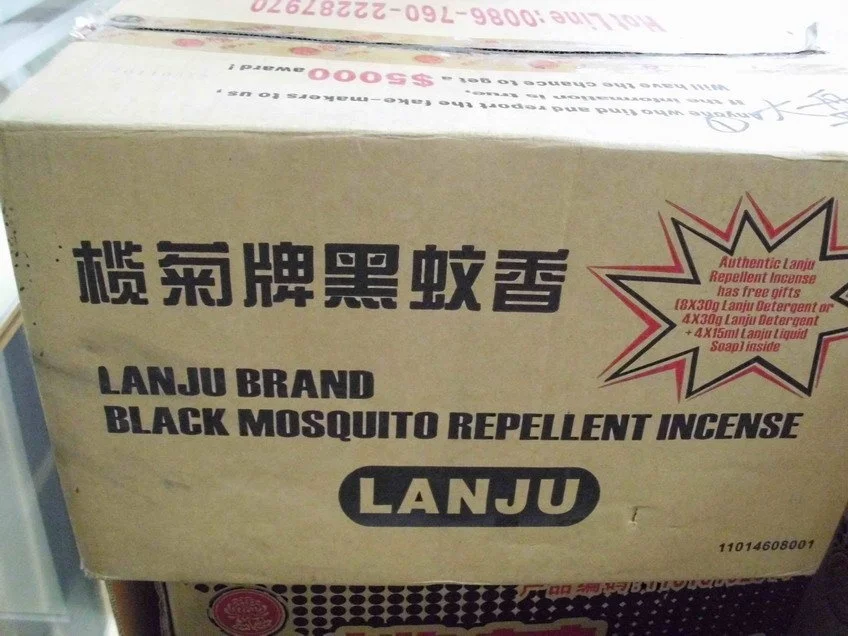 Hot Line:0086-760-22287970
Anyone who find and report the fake-makers to us,
If the information is true,
Will have the chance to get a $5000 award!
榄菊牌黑蚊香
LANJU BRAND
BLACK MOSQUITO REPELLENT INCENSE
LANJU
Authentic Lanju
Repellent Incense
has free gifts
(8X30g Lanju Detergent or
4X30g Lanju Detergent
+ 4X15ml Lanju Liquid
Soap) inside
11014608001